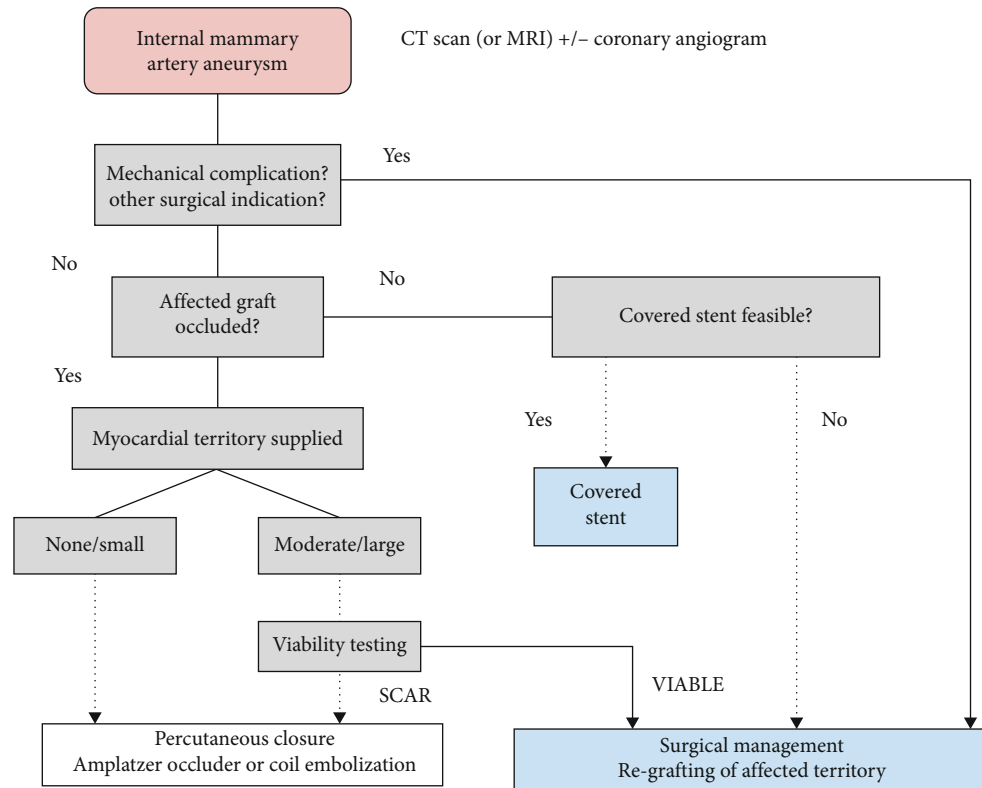 Internal mammary
artery aneurysm
CT scan (or MRI) +/– coronary angiogram
Mechanical complication?
other surgical indication?
Yes
No
Affected graft
occluded?
No
Covered stent feasible?
Yes
Myocardial territory supplied
Yes
No
Covered
stent
None/small
Moderate/large
Viability testing
SCAR
VIABLE
Percutaneous closure
Amplatzer occluder or coil embolization
Surgical management
Re-grafting of affected territory